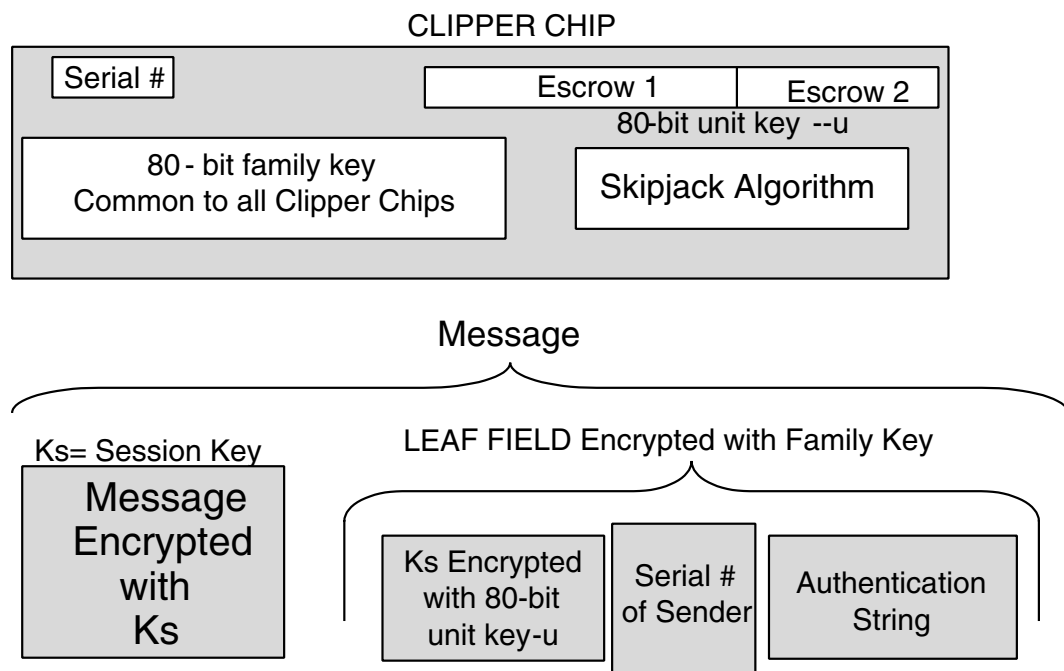 CLIPPER CHIP
Serial #
Escrow 1
Escrow 2
80-bit unit key --u
80 - bit family key
Common to all Clipper Chips
Skipjack Algorithm
Message
Ks= Session Key
LEAF FIELD Encrypted with Family Key
Message
Encrypted
with
Ks
Ks Encrypted
with 80-bit
unit key-u
Serial #
of Sender
Authentication
String